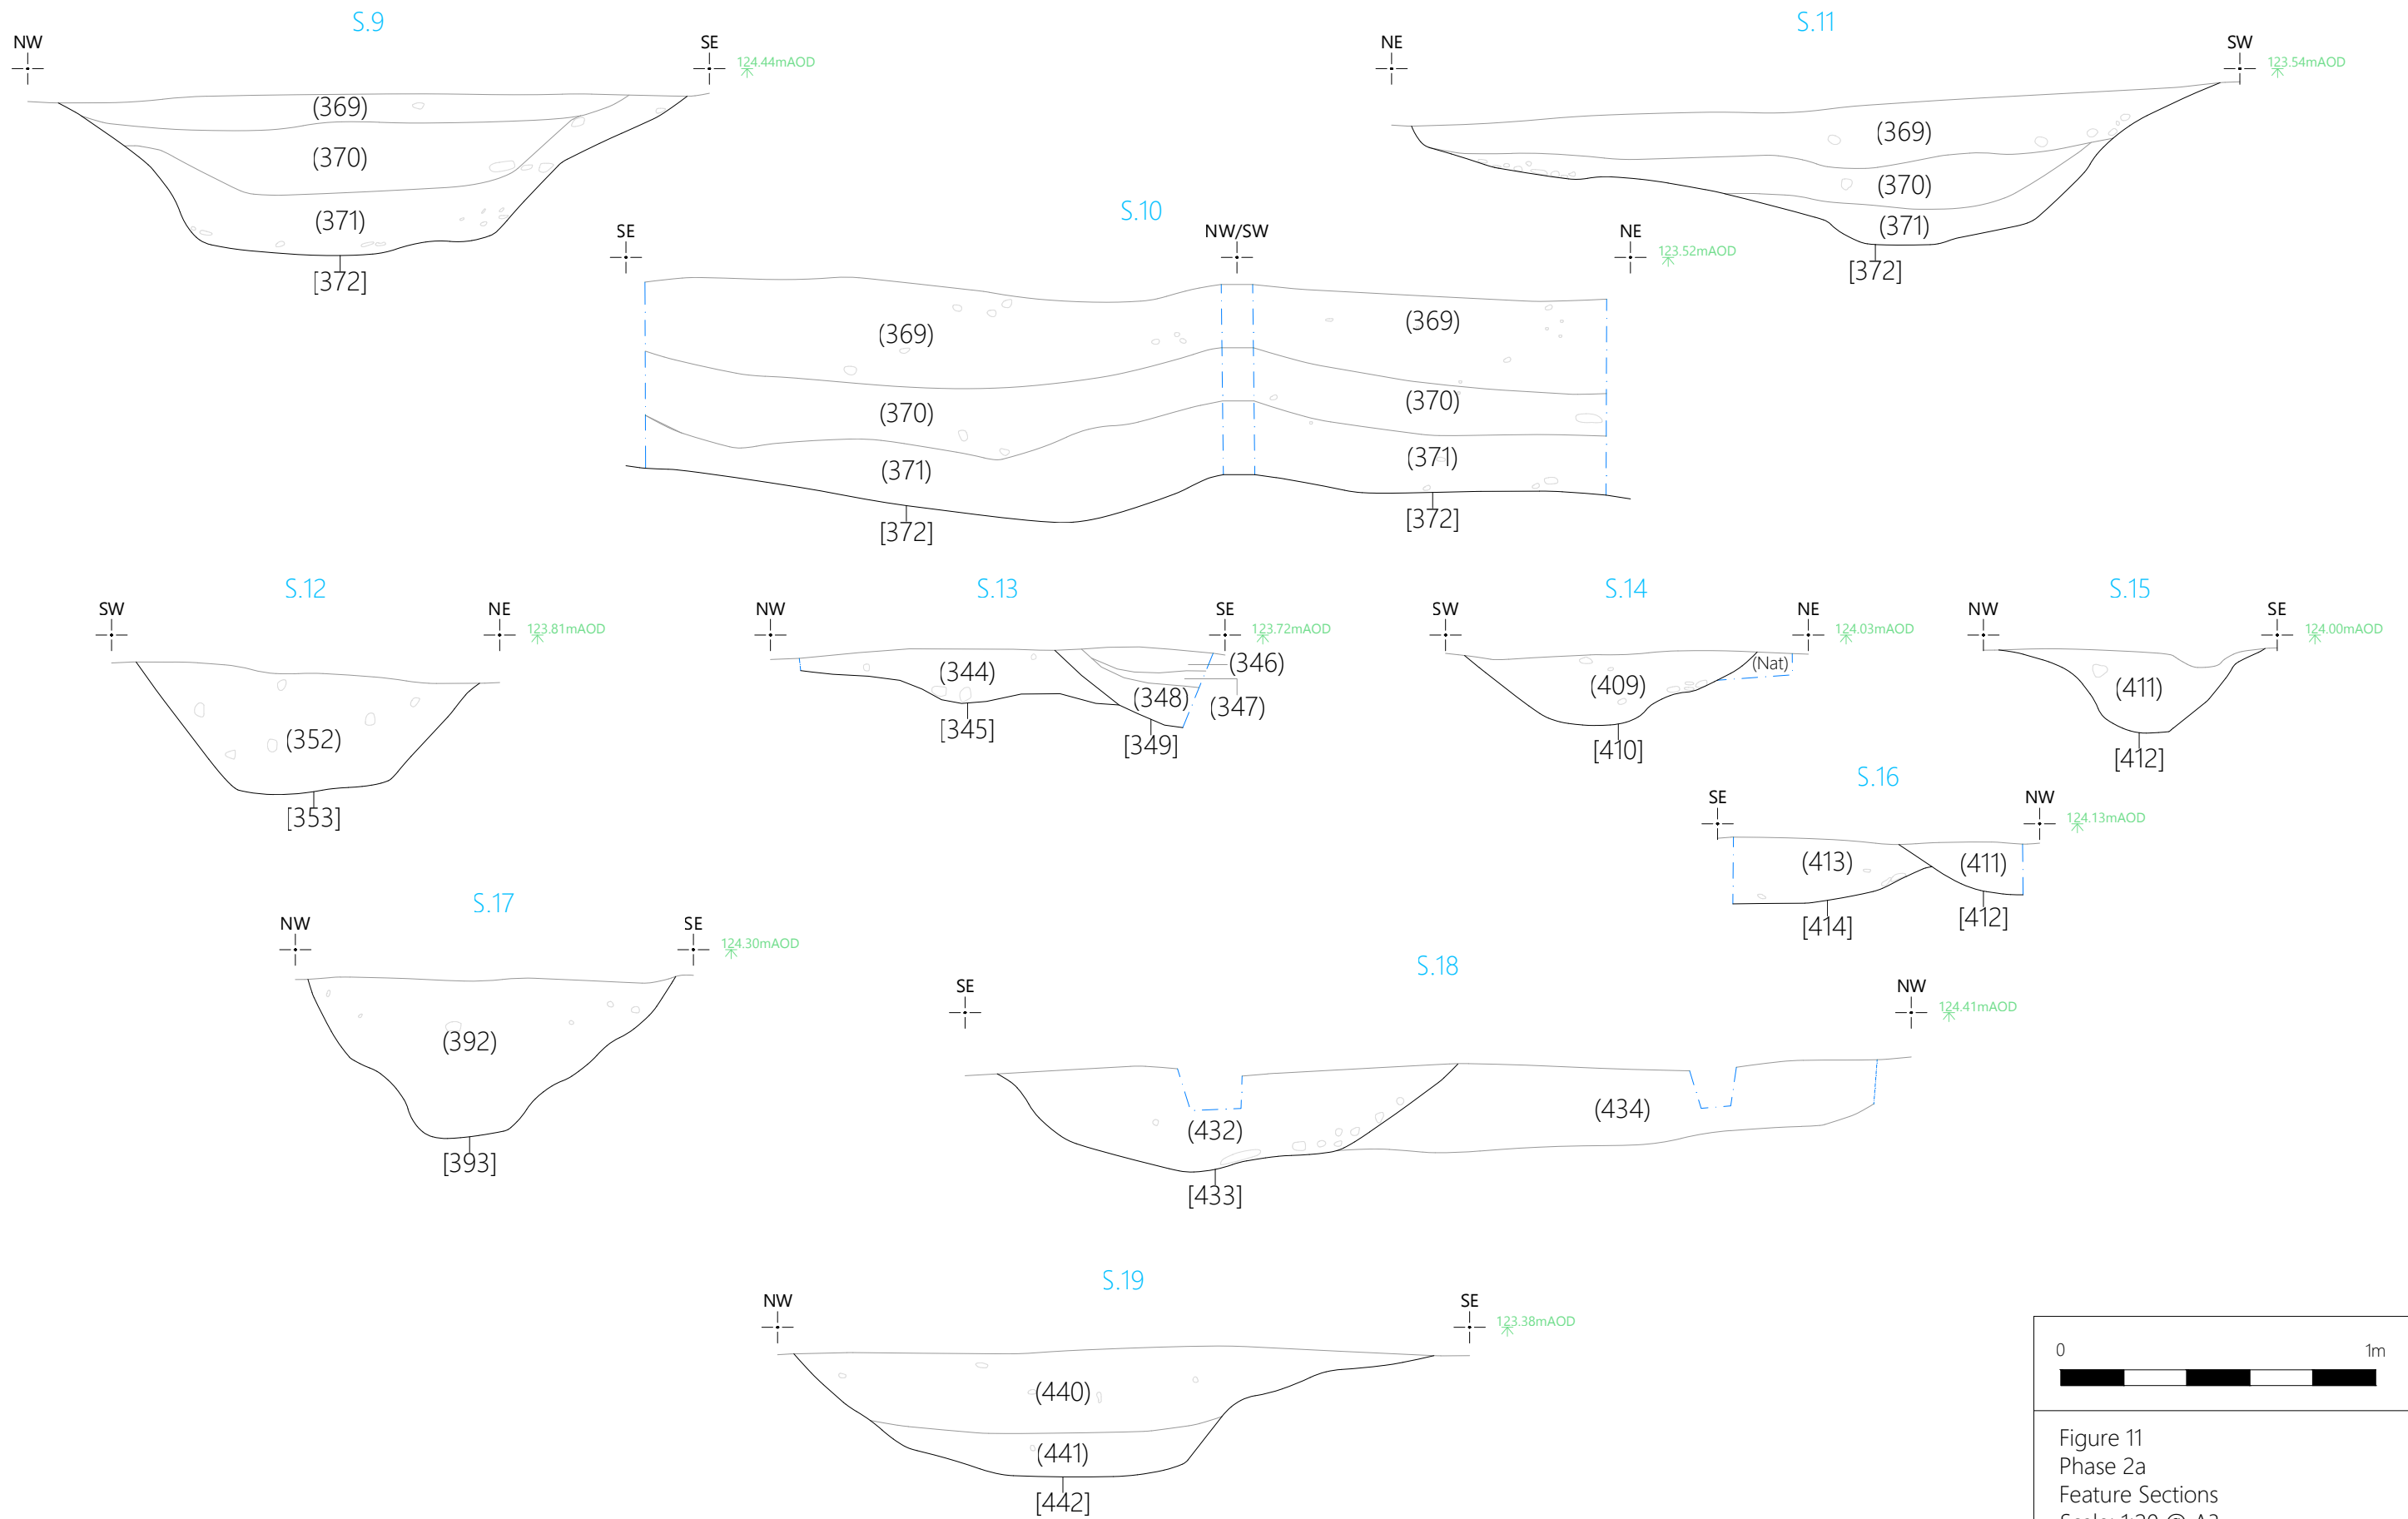 S.9
NW
SE
124.44mAOD
(369)
(370)
(371)
[372]
S.11
NE
SW
123.54mAOD
(369)
(370)
(371)
[372]
S.10
SE
NW/SW
NE
123.52mAOD
(369)
(369)
(370)
(370)
(371)
(371)
[372]
[372]
S.12
SW
NE
123.81mAOD
(352)
[353]
S.13
NW
SE
123.72mAOD
(344)
(346)
(348)
(347)
[345]
[349]
S.14
SW
NE
124.03mAOD
(Nat)
(409)
[410]
S.15
NW
SE
124.00mAOD
(411)
[412]
S.16
SE
NW
124.13mAOD
(413)
(411)
[414]
[412]
S.17
NW
SE
124.30mAOD
(392)
[393]
S.18
SE
NW
124.41mAOD
(432)
(434)
[433]
S.19
NW
SE
123.38mAOD
(440)
(441)
[442]
0 1m
Figure 11
Phase 2a
Feature Sections